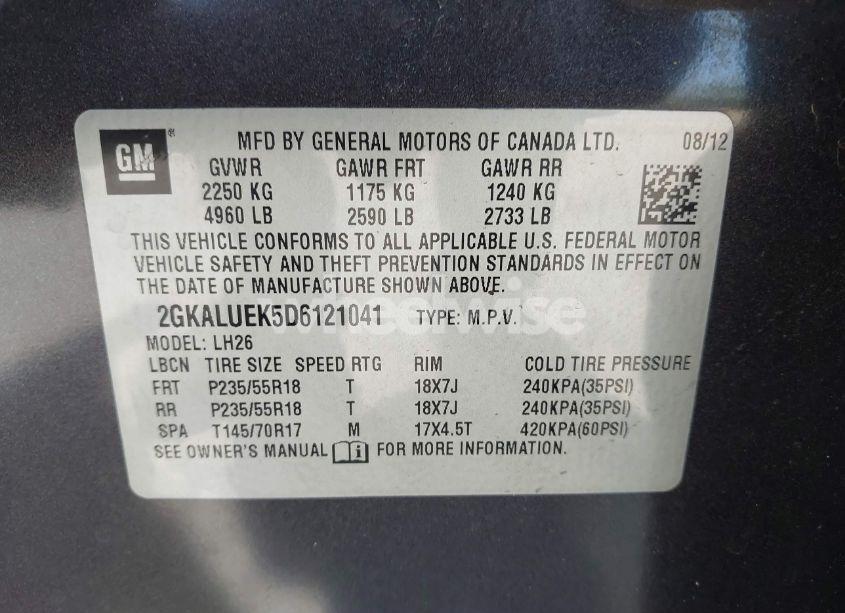 GM ® MFD BY GENERAL MOTORS OF CANADA LTD. 08/12
GVWR GAWR FRT GAWR RR
2250 KG 1175 KG 1240 KG
4960 LB 2590 LB 2733 LB
THIS VEHICLE CONFORMS TO ALL APPLICABLE U.S. FEDERAL MOTOR
VEHICLE SAFETY AND THEFT PREVENTION STANDARDS IN EFFECT ON
THE DATE OF MANUFACTURE SHOWN ABOVE.
2GKALUEK5D6121041 TYPE: M.P.V.
MODEL: LH26
LBCN TIRE SIZE SPEED RTG RIM COLD TIRE PRESSURE
FRT P235/55R18 T 18X7J 240KPA(35PSI)
RR P235/55R18 T 18X7J 240KPA(35PSI)
SPA T145/70R17 M 17X4.5T 420KPA(60PSI)
SEE OWNER'S MANUAL i FOR MORE INFORMATION.